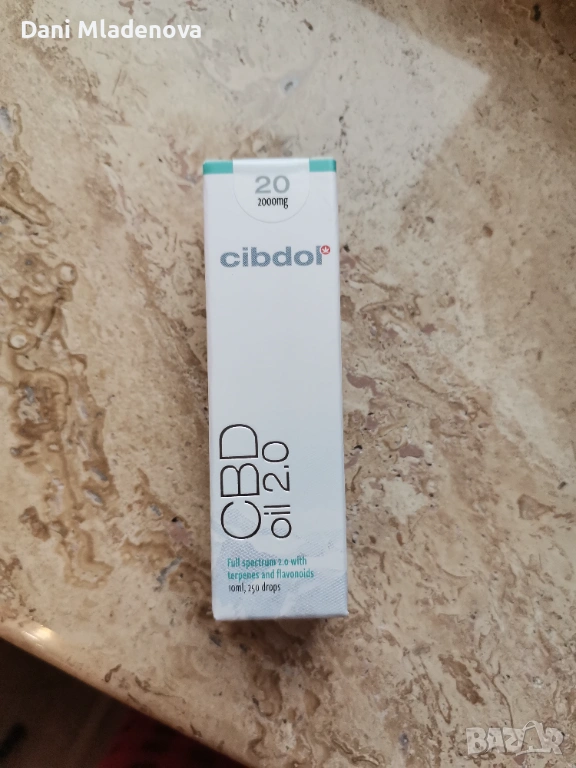 Dani Mladenova
20
2000mg
cibdol
CBD
oil 2.0
Full spectrum 2.0 with
terpenes and flavonoids
10ml, 250 drops
BAZAR